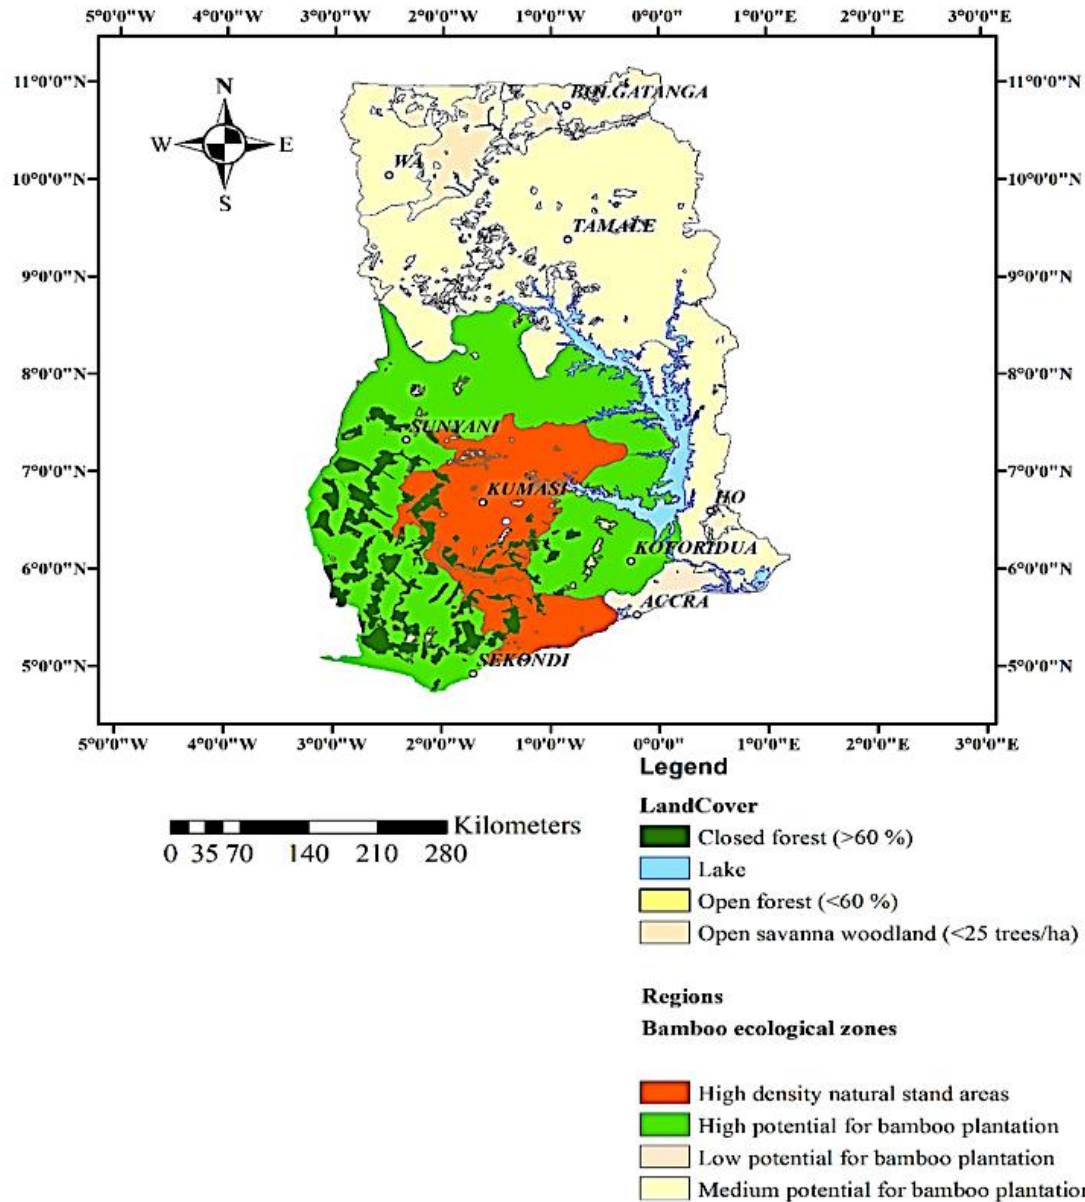 5°0'0"W 4°0'0"W 3°0'0"W 2°0'0"W 1°0'0"W 0°0'0" 1°0'0"E 2°0'0"E 3°0'0"E
11°0'0"N 11°0'0"N
N
BOLGATANGA
W E
WA
10°0'0"N 10°0'0"N
S
TAMALE
9°0'0"N 9°0'0"N
8°0'0"N 8°0'0"N
SUNYANI
7°0'0"N 7°0'0"N
KUMASI
HO
KOFORIDUA
6°0'0"N 6°0'0"N
ACCRA
5°0'0"N 5°0'0"N
SEKONDI
5°0'0"W 4°0'0"W 3°0'0"W 2°0'0"W 1°0'0"W 0°0'0" 1°0'0"E 2°0'0"E 3°0'0"E
Legend
LandCover
Kilometers
0 35 70 140 210 280
Closed forest (>60 %)
Lake
Open forest (<60 %)
Open savanna woodland (<25 trees/ha)
Regions
Bamboo ecological zones
High density natural stand areas
High potential for bamboo plantation
Low potential for bamboo plantation
Medium potential for bamboo plantation